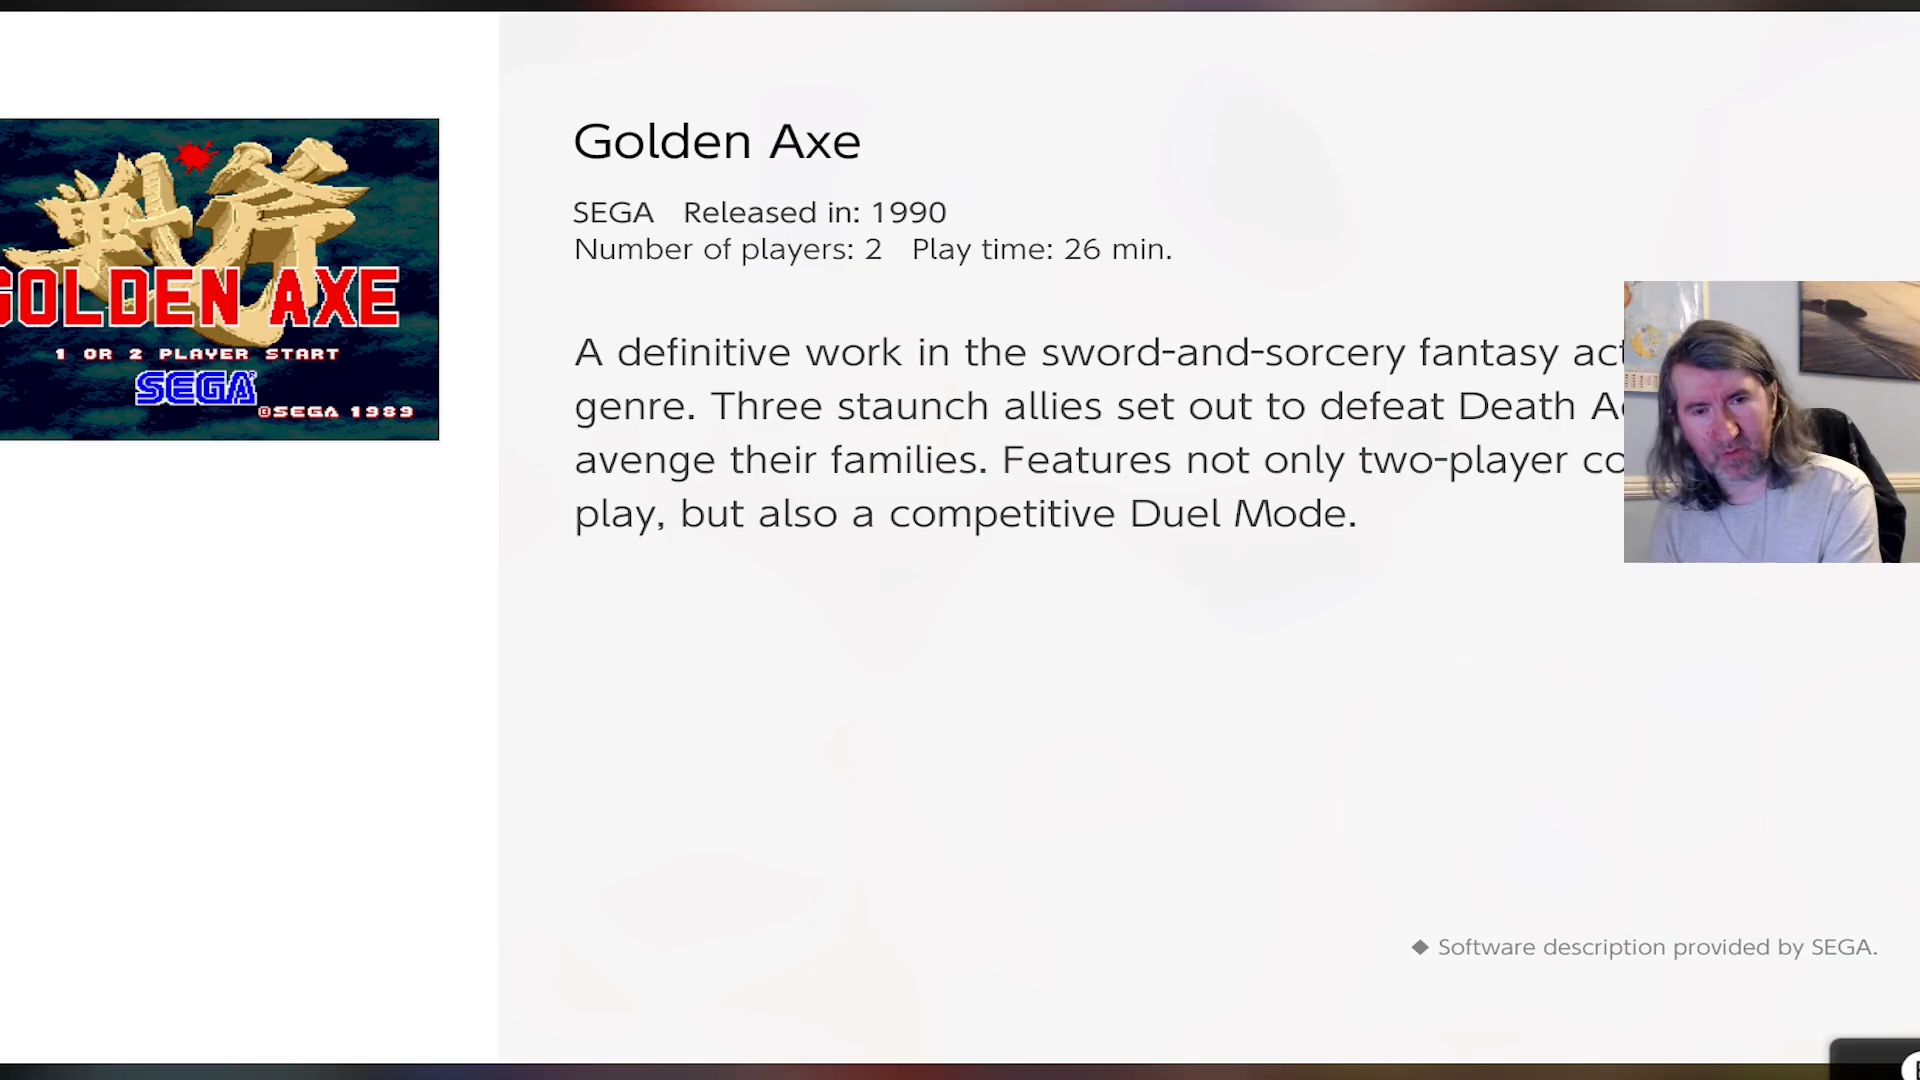 戦斧
GOLDEN AXE
1 OR 2 PLAYER START
SEGA
©SEGA 1989
Golden Axe
SEGA Released in: 1990
Number of players: 2 Play time: 26 min.
A definitive work in the sword-and-sorcery fantasy
genre. Three staunch allies set out to defeat Death
avenge their families. Features not only two-player
play, but also a competitive Duel Mode.
◆ Software description provided by SEGA.